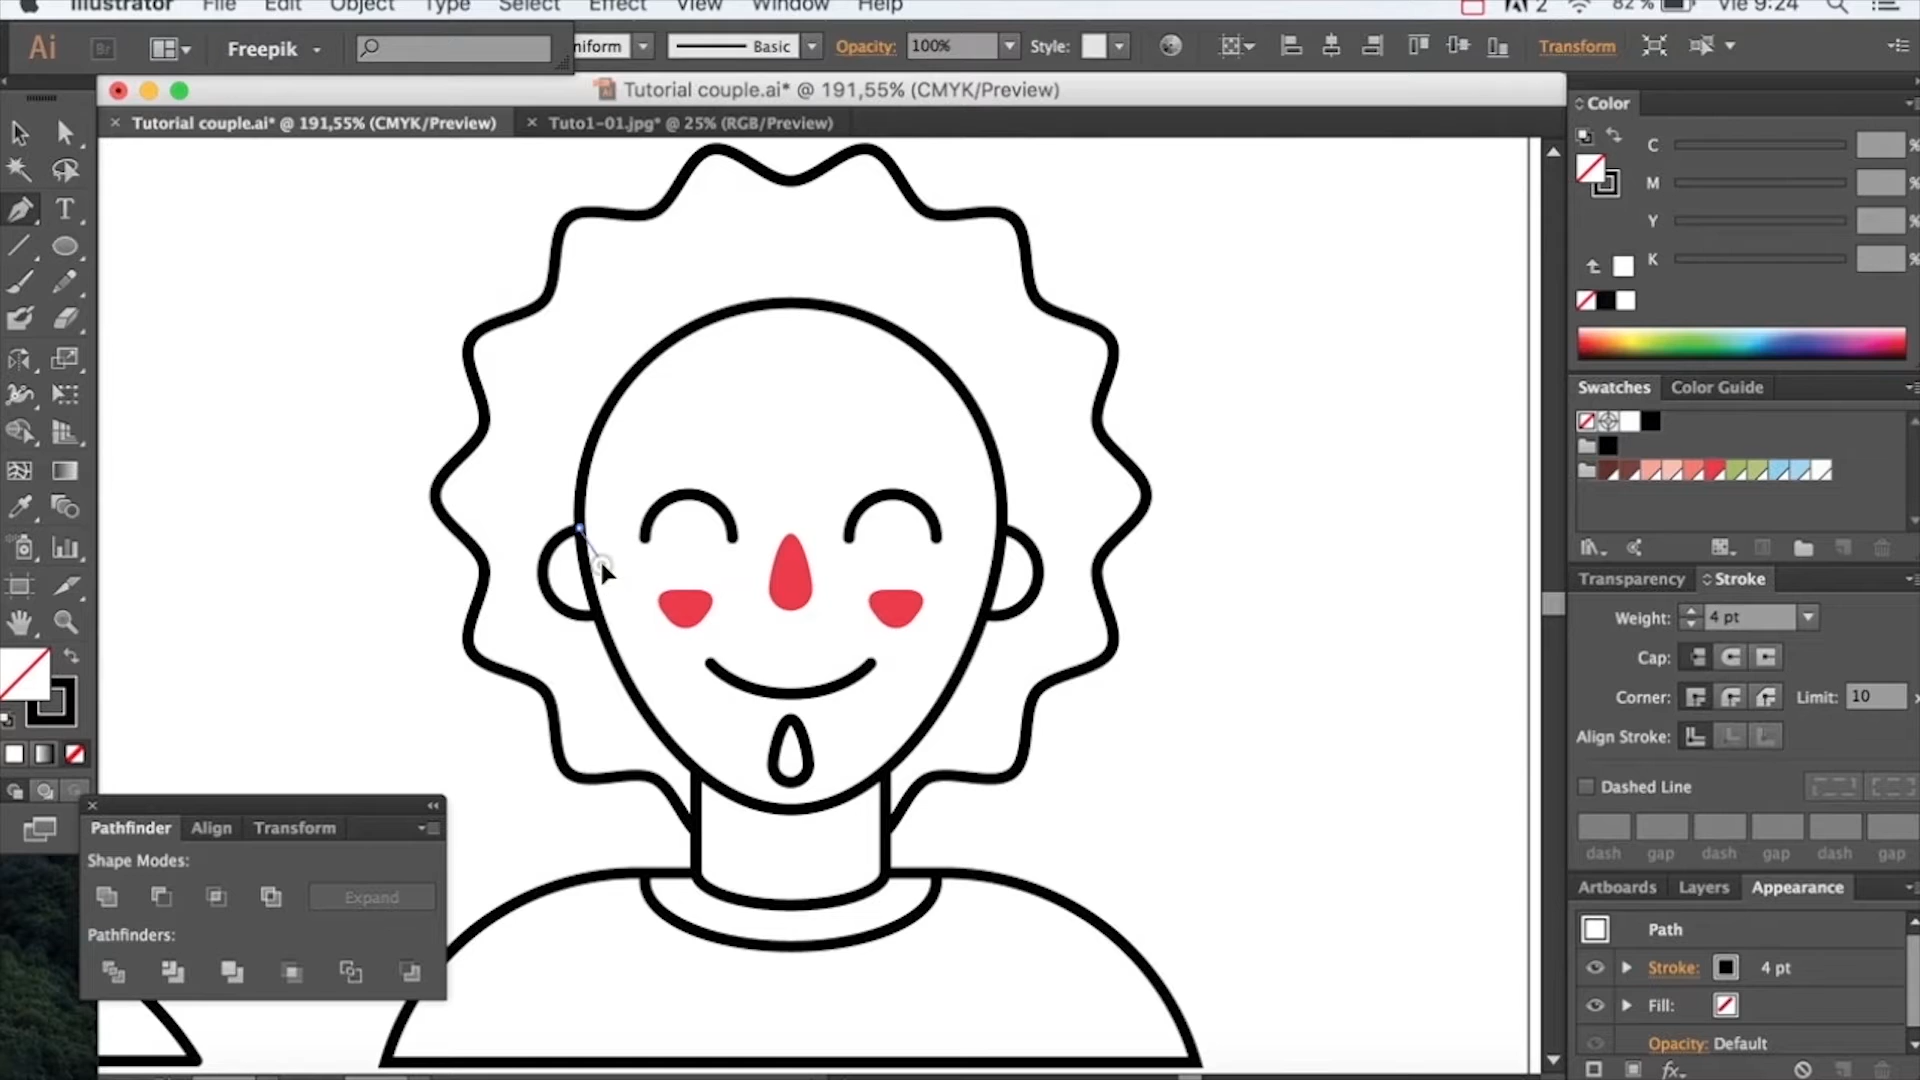 Illustrator File Edit Object Type Select Effect View Window Help 2 82 % Vie 9:24
Ai Br Freepik niform Basic Opacity: 100% Style: Transform
Tutorial couple.ai* @ 191,55% (CMYK/Preview)
× Tutorial couple.ai* @ 191,55% (CMYK/Preview) × Tuto1-01.jpg* @ 25% (RGB/Preview)
Color
C %
M %
Y %
K %
Swatches Color Guide
Transparency Stroke
Weight: 4 pt
Cap:
Corner: Limit: 10 x
Align Stroke:
Dashed Line
dash gap dash gap dash gap
Artboards Layers Appearance
Path
Stroke: 4 pt
Fill:
Opacity: Default
fx
T
Pathfinder Align Transform
Shape Modes:
Expand
Pathfinders: